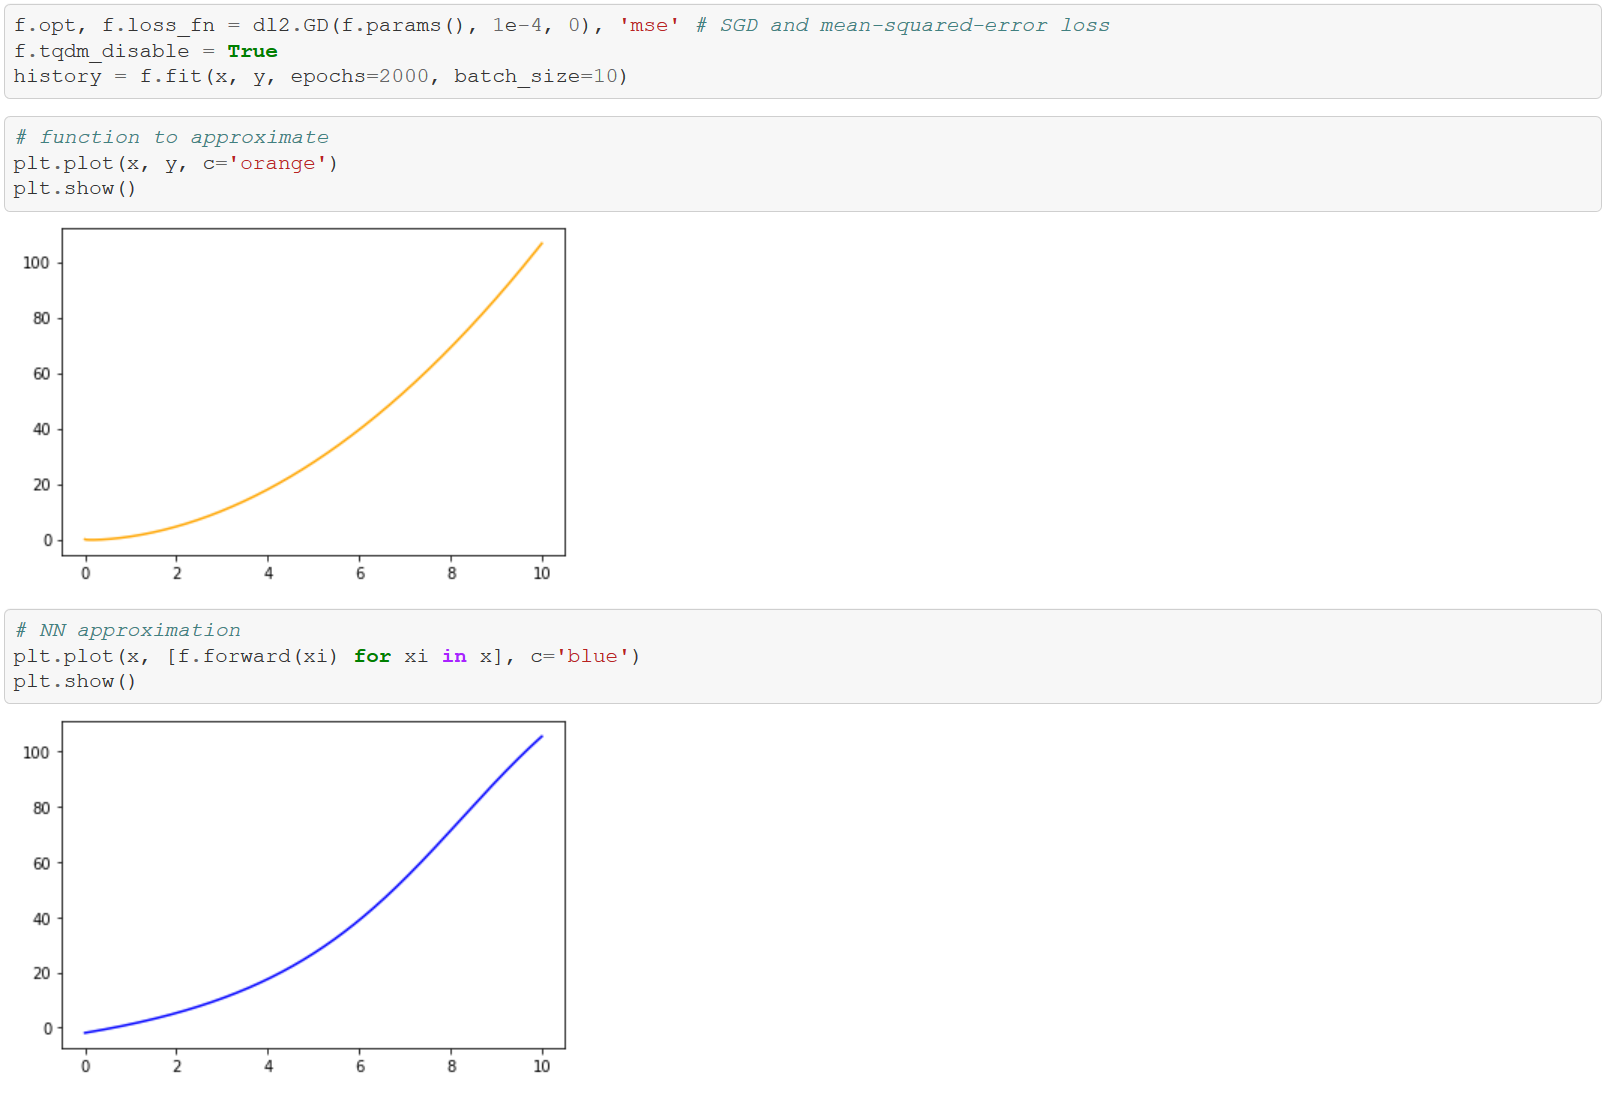 f.opt, f.loss_fn = dl2.GD(f.params(), 1e-4, 0), 'mse' # SGD and mean-squared-error loss
f.tqdm_disable = True
history = f.fit(x, y, epochs=2000, batch_size=10)
# function to approximate
plt.plot(x, y, c='orange')
plt.show()
100
80
60
40
20
0
0 2 4 6 8 10
# NN approximation
plt.plot(x, [f.forward(xi) for xi in x], c='blue')
plt.show()
100
80
60
40
20
0
0 2 4 6 8 10